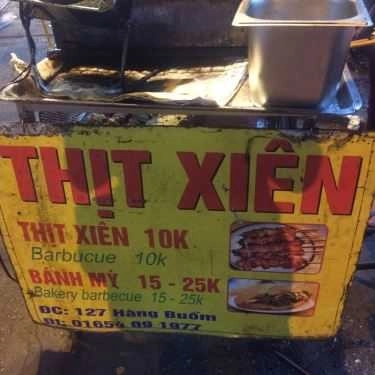 THỊT XIÊN
THỊT XIÊN 10K
Barbucue 10k
BÁNH MỲ 15 - 25K
Bakery barbecue 15 - 25k
ĐC: 127 Hàng Buồm
ĐT: 01654 09 1977